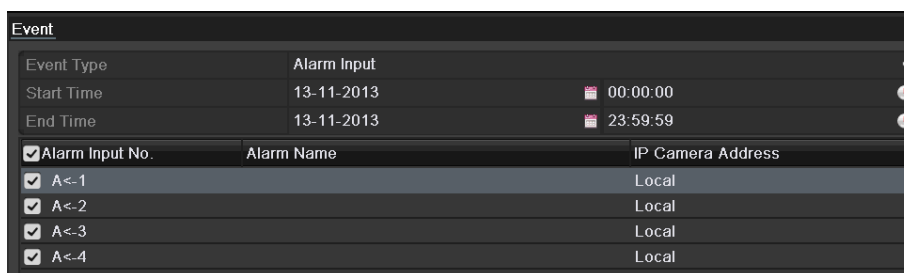 Event
Event Type Alarm Input
Start Time 13-11-2013 00:00:00
End Time 13-11-2013 23:59:59
Alarm Input No. Alarm Name IP Camera Address
A<-1 Local
A<-2 Local
A<-3 Local
A<-4 Local